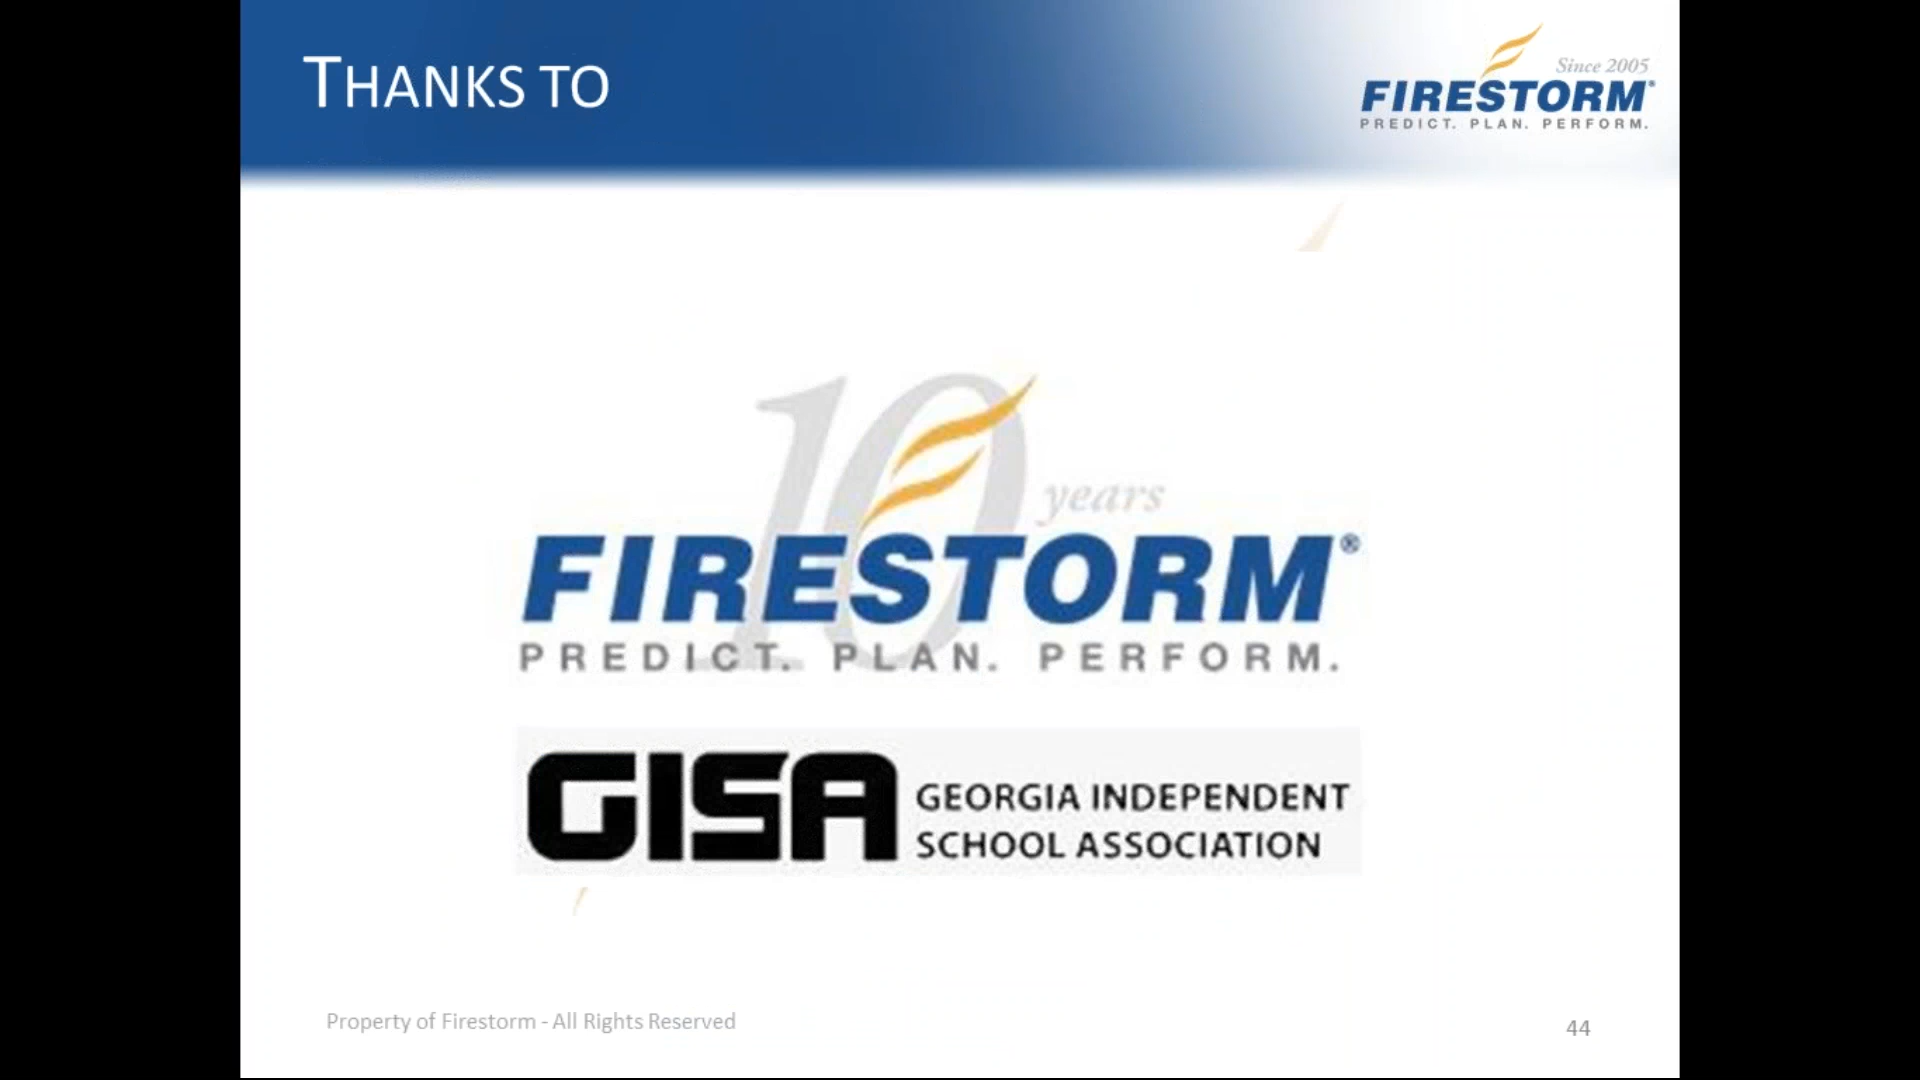 THANKS TO
Since 2005
FIRESTORM®
PREDICT. PLAN. PERFORM.
10 years
FIRESTORM®
PREDICT. PLAN. PERFORM.
GISA
GEORGIA INDEPENDENT
SCHOOL ASSOCIATION
Property of Firestorm - All Rights Reserved
44